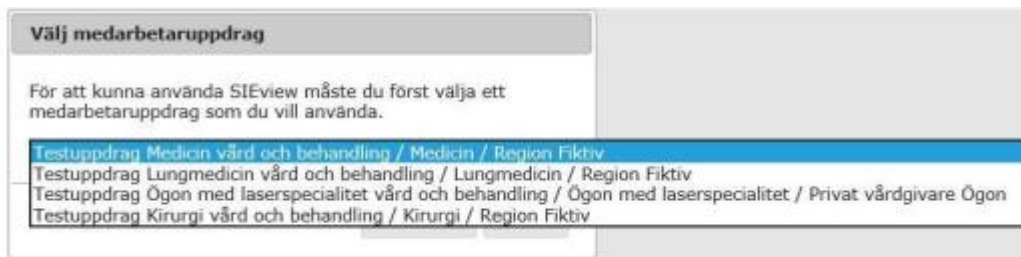 Välj medarbetaruppdrag
För att kunna använda SIEview måste du först välja ett
medarbetaruppdrag som du vill använda.
Testuppdrag Medicin vård och behandling / Medicin / Region Fiktiv
Testuppdrag Lungmedicin vård och behandling / Lungmedicin / Region Fiktiv
Testuppdrag Ögon med laserspecialitet vård och behandling / Ögon med laserspecialitet / Privat vårdgivare Ögon
Testuppdrag Kirurgi vård och behandling / Kirurgi / Region Fiktiv